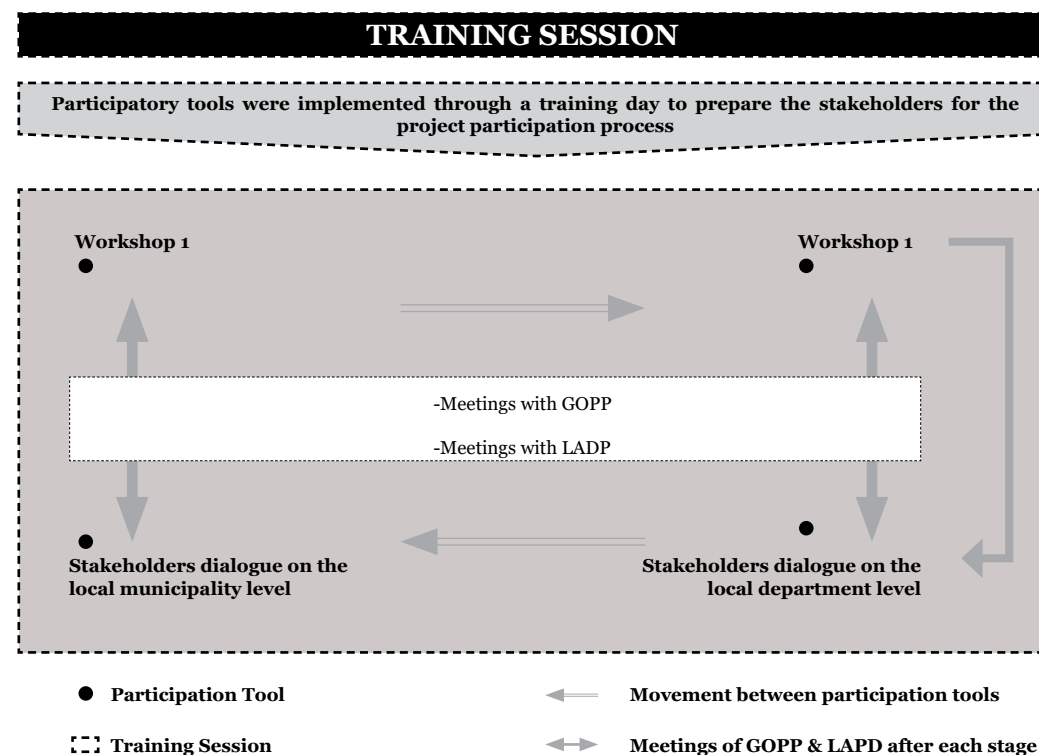 TRAINING SESSION
Participatory tools were implemented through a training day to prepare the stakeholders for the
project participation process
Workshop 1
Workshop 1
-Meetings with GOPP
-Meetings with LADP
Stakeholders dialogue on the
local municipality level
Stakeholders dialogue on the
local department level
Participation Tool
Movement between participation tools
Training Session
Meetings of GOPP & LAPD after each stage